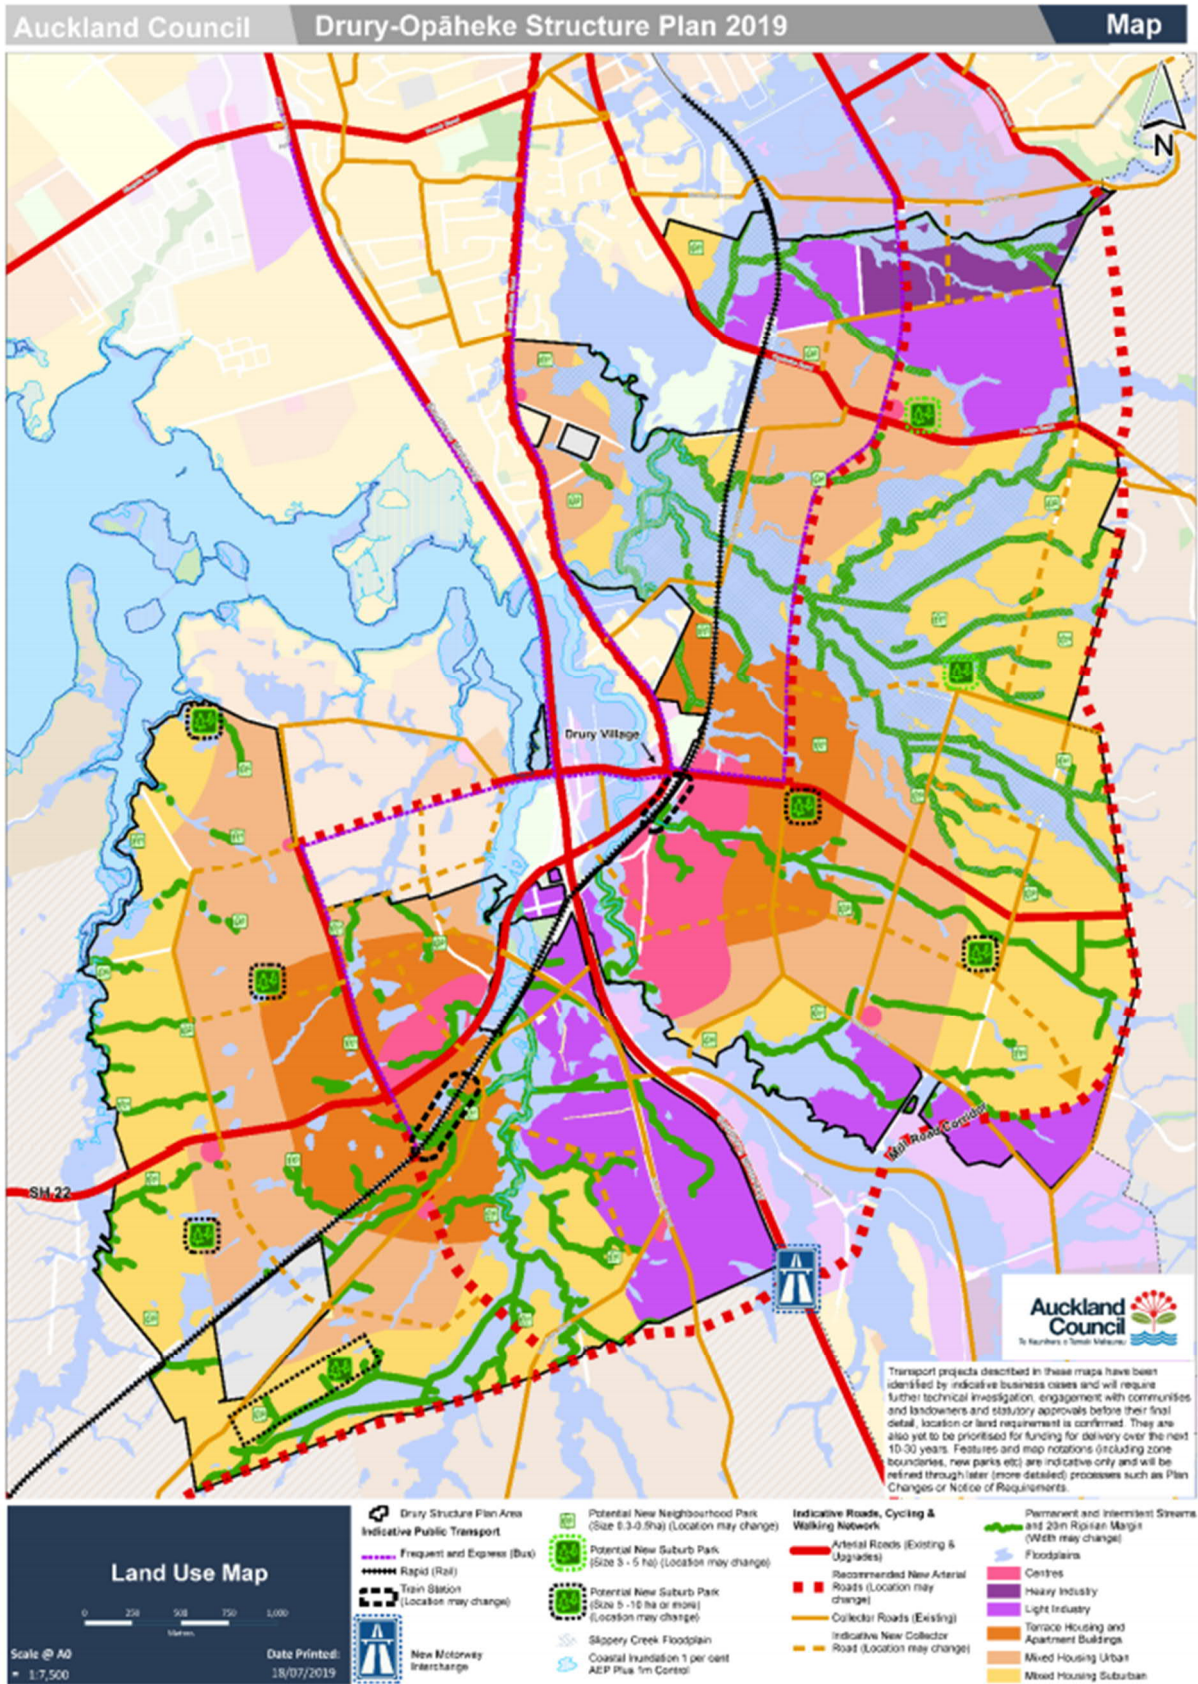 Auckland Council
Drury-Opāheke Structure Plan 2019
Map
N
Drury Village
SH 22
Mill Road Corridor
Auckland
Council
Te Kaunihera o Tāmaki Makaurau
Transport projects described in these maps have been
identified by indicative business cases and will require
further technical investigation, engagement with communities
and landowners and statutory approvals before their final
detail, location or land requirement is confirmed. They are
also yet to be prioritised for funding for delivery over the next
10-30 years. Features and map notations (including zone
boundaries, new parks etc) are indicative only and will be
refined through later (more detailed) processes such as Plan
Changes or Notice of Requirements.
Land Use Map
0 250 500 750 1,000
Meters
Scale @ A0
= 1:7,500
Date Printed:
18/07/2019
Drury Structure Plan Area
Indicative Public Transport
Frequent and Express (Bus)
Rapid (Rail)
Train Station
(Location may change)
New Motorway
Interchange
Potential New Neighbourhood Park
(Size 0.3-0.5ha) (Location may change)
Potential New Suburb Park
(Size 3 - 5 ha) (Location may change)
Potential New Suburb Park
(Size 5 -10 ha or more)
(Location may change)
Slippery Creek Floodplain
Coastal Inundation 1 per cent
AEP Plus 1m Control
Indicative Roads, Cycling &
Walking Network
Arterial Roads (Existing &
Upgrades)
Recommended New Arterial
Roads (Location may
change)
Collector Roads (Existing)
Indicative New Collector
Road (Location may change)
Permanent and Intermitent Streams
and 20m Riparian Margin
(Width may change)
Floodplains
Centres
Heavy Industry
Light Industry
Terrace Housing and
Apartment Buildings
Mixed Housing Urban
Mixed Housing Suburban